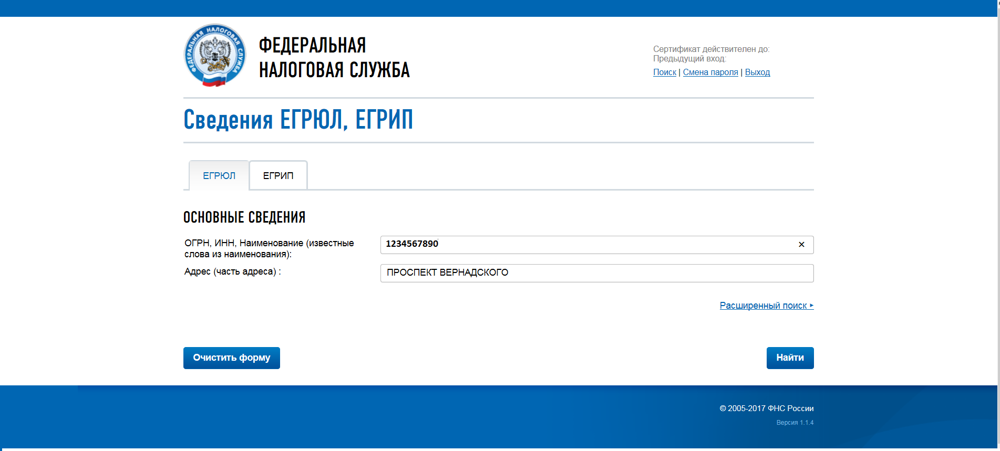 ФЕДЕРАЛЬНАЯ НАЛОГОВАЯ СЛУЖБА
ФЕДЕРАЛЬНАЯ
НАЛОГОВАЯ СЛУЖБА
Сертификат действителен до:
Предыдущий вход:
Поиск | Смена пароля | Выход
Сведения ЕГРЮЛ, ЕГРИП
ЕГРЮЛ ЕГРИП
ОСНОВНЫЕ СВЕДЕНИЯ
ОГРН, ИНН, Наименование (известные
слова из наименования):
1234567890
Адрес (часть адреса) :
ПРОСПЕКТ ВЕРНАДСКОГО
Расширенный поиск
Очистить форму
Найти
© 2005-2017 ФНС России
Версия 1.1.4